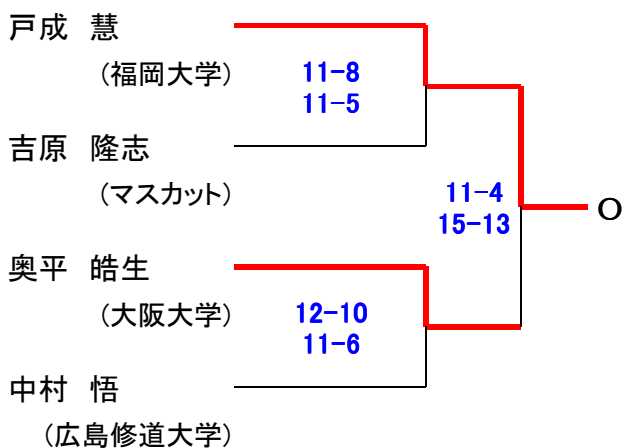 戸成 慧
(福岡大学)
11-8
11-5
吉原 隆志
(マスカット)
11-4
15-13
O
奥平 皓生
(大阪大学)
12-10
11-6
中村 悟
(広島修道大学)